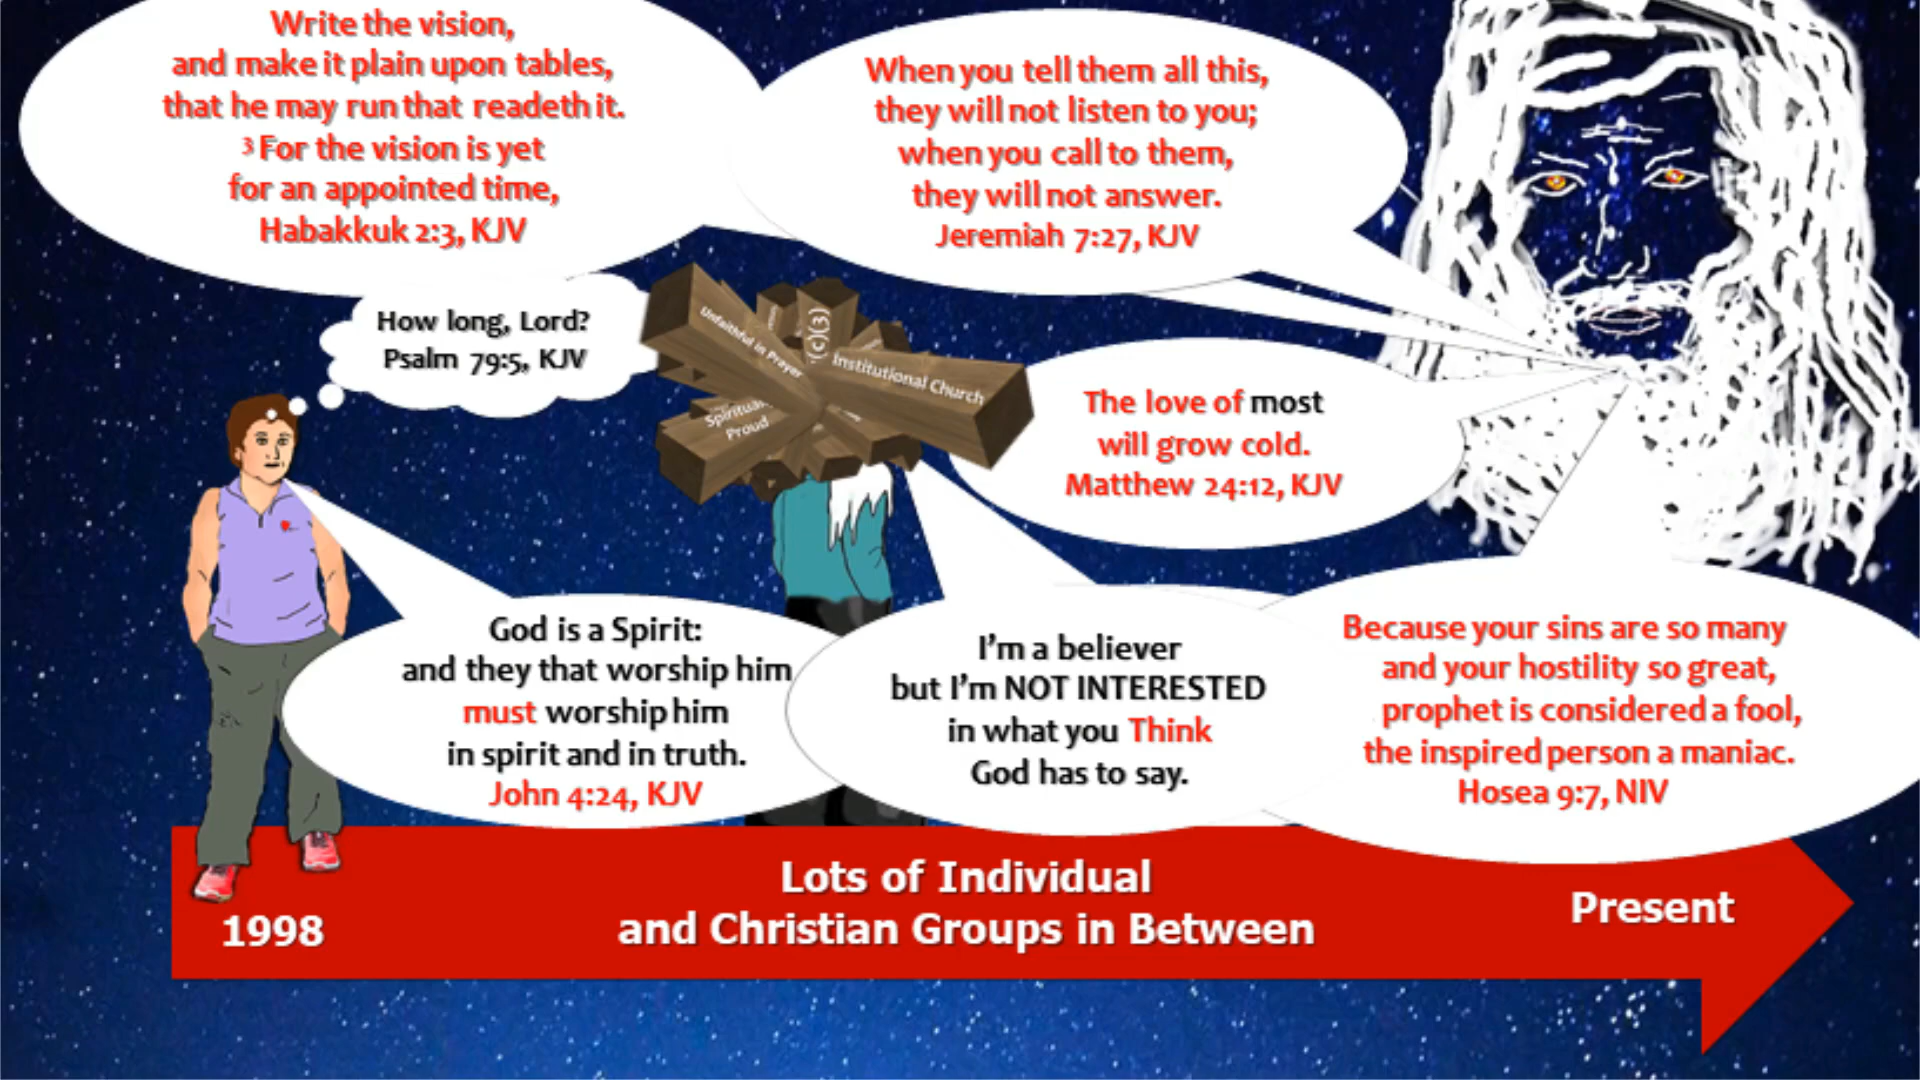 Write the vision,
and make it plain upon tables,
that he may run that readeth it.
³ For the vision is yet
for an appointed time,
Habakkuk 2:3, KJV
When you tell them all this,
they will not listen to you;
when you call to them,
they will not answer.
Jeremiah 7:27, KJV
How long, Lord?
Psalm 79:5, KJV
Unfaithful in Prayer
(c)(3)
Institutional Church
Proud
The love of most
will grow cold.
Matthew 24:12, KJV
God is a Spirit:
and they that worship him
must worship him
in spirit and in truth.
John 4:24, KJV
I'm a believer
but I'm NOT INTERESTED
in what you Think
God has to say.
Because your sins are so many
and your hostility so great,
prophet is considered a fool,
the inspired person a maniac.
Hosea 9:7, NIV
Lots of Individual
and Christian Groups in Between
1998
Present